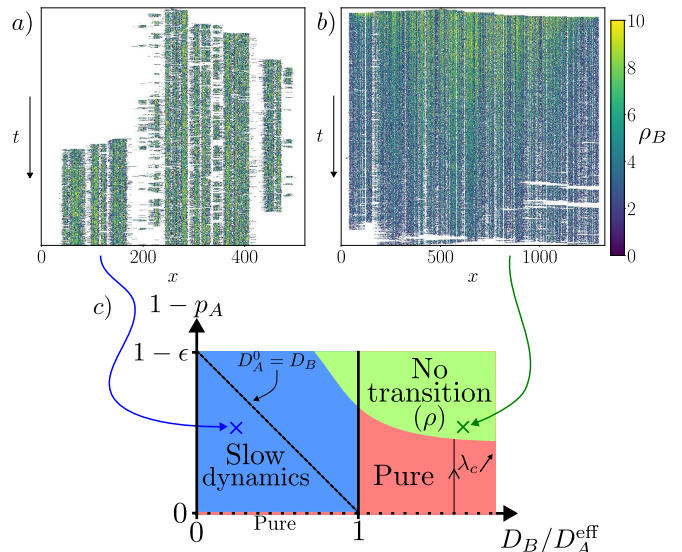 a)
b)
10
8
6
4
2
0
ρ_B
t
t
0 200 400
x
0 500 1000
x
c)
1 − p_A
1 − ϵ
D_A^0 = D_B
No
transition
(ρ)
Slow
dynamics
Pure
λ_c
0
Pure
0 1
D_B/D_A^eff